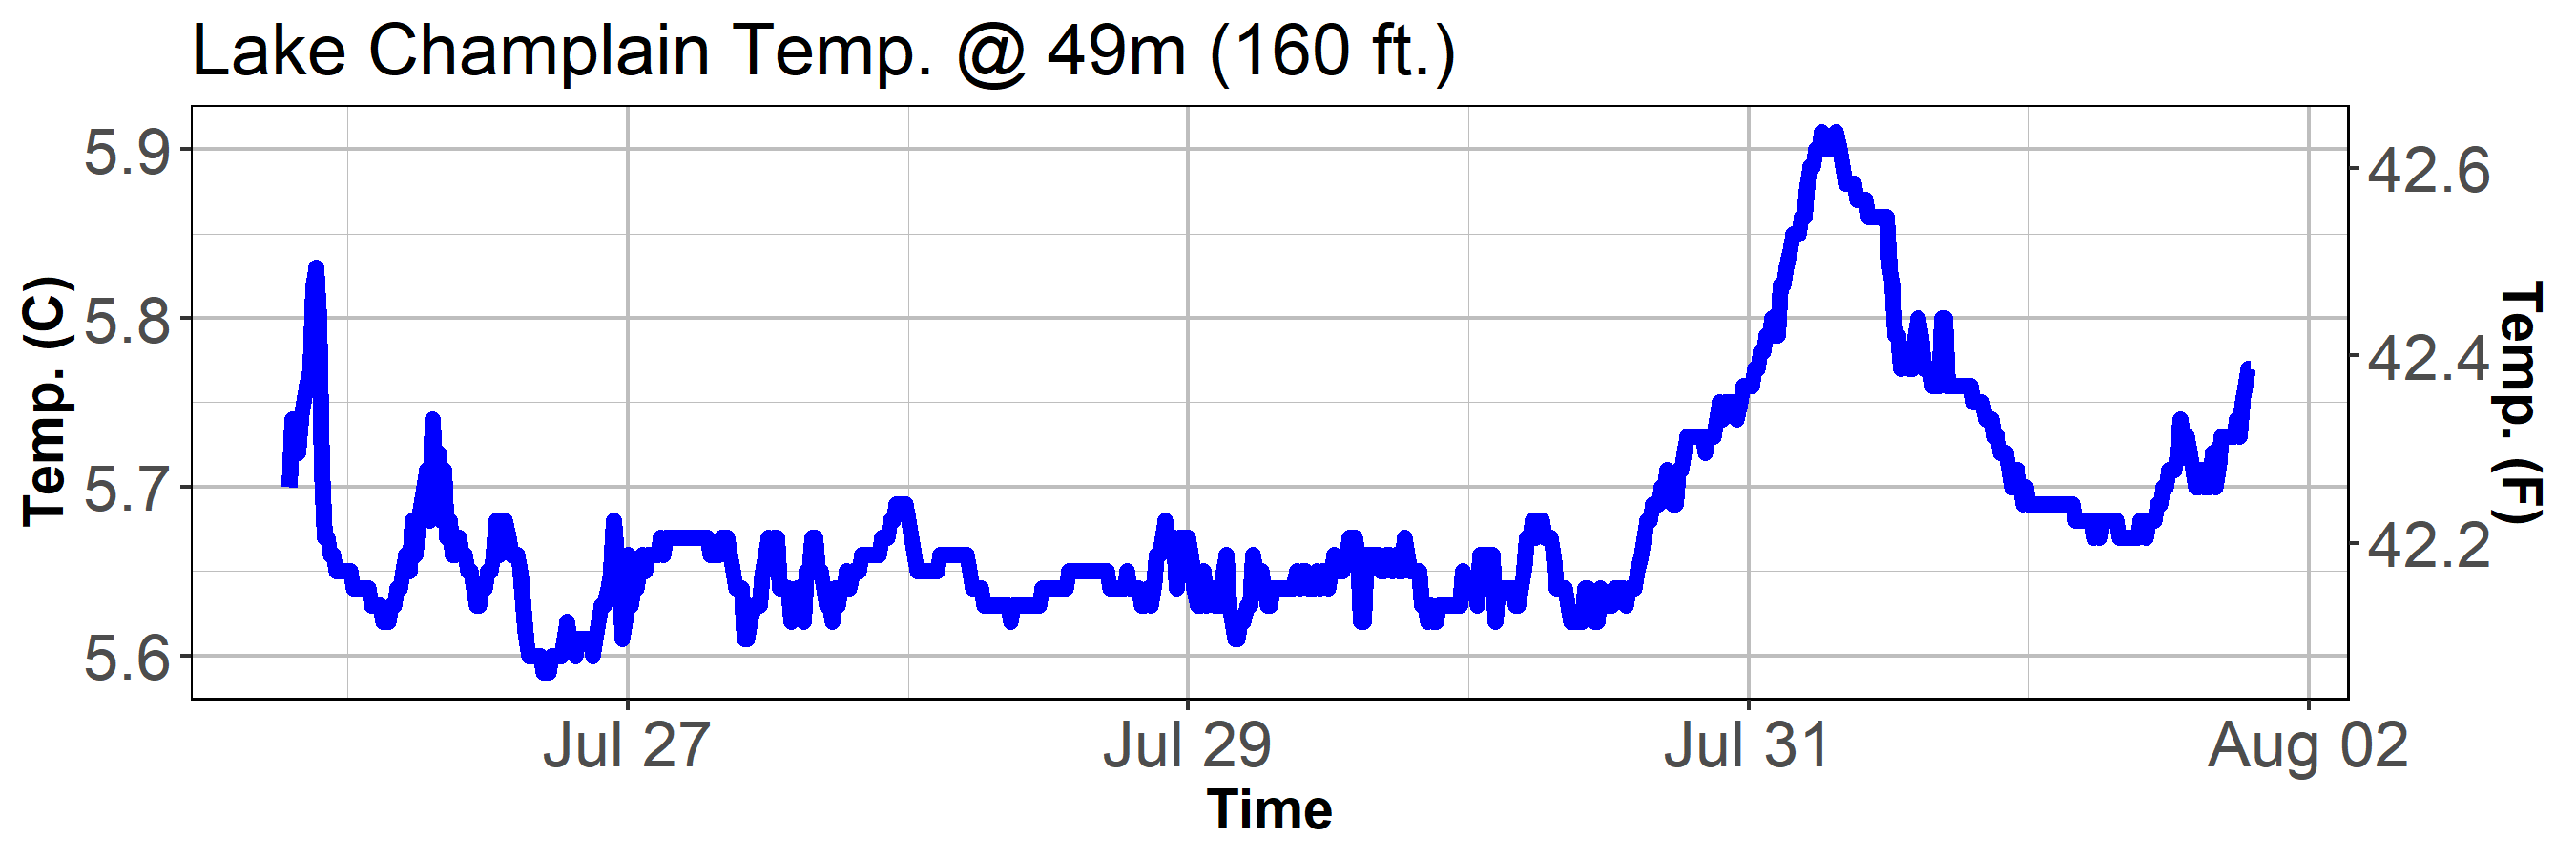 Lake Champlain Temp. @ 49m (160 ft.)
Temp. (C)
5.9
5.8
5.7
5.6
42.6
42.4
42.2
Temp. (F)
Jul 27 Jul 29 Jul 31 Aug 02
Time